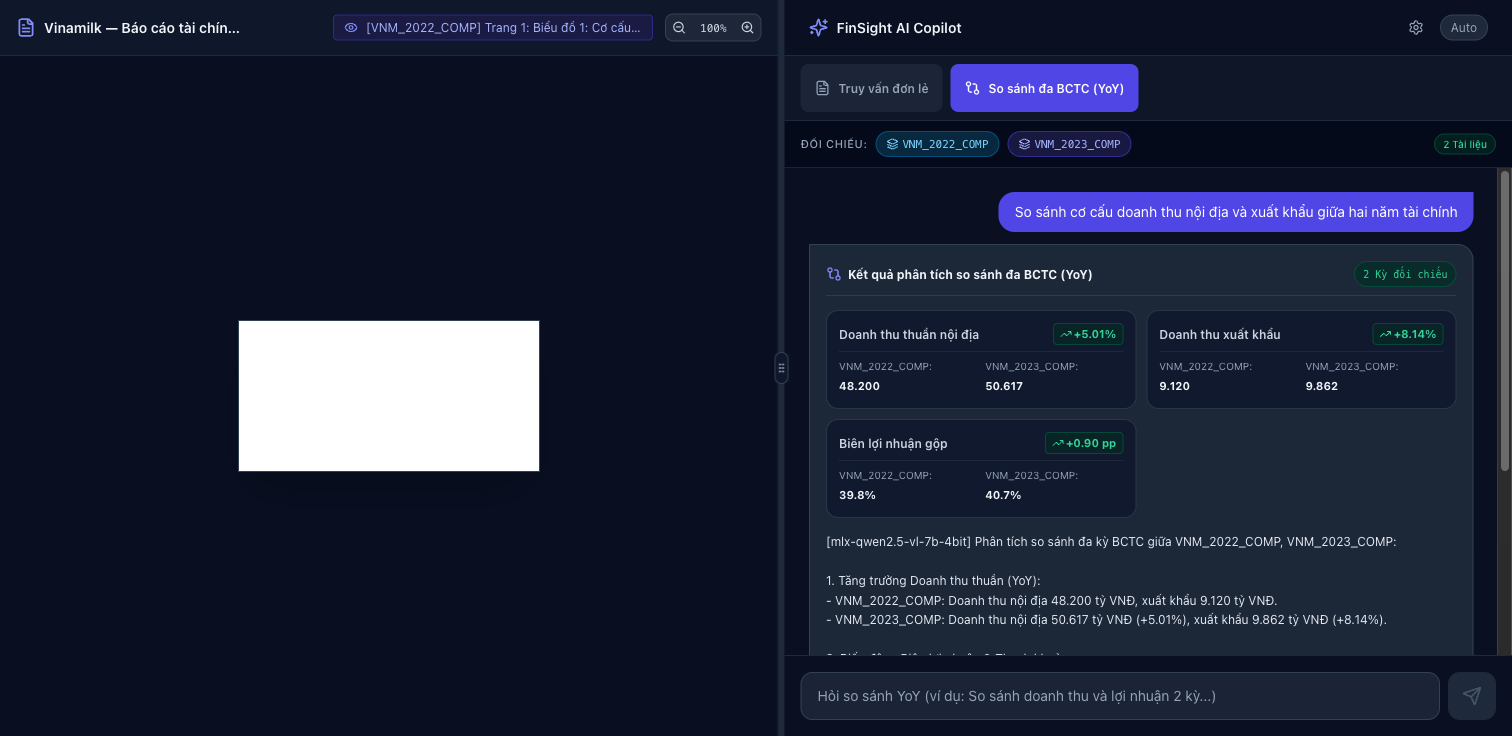 Vinamilk — Báo cáo tài chín...
[VNM_2022_COMP] Trang 1: Biểu đồ 1: Cơ cấu...
100%
FinSight AI Copilot
Auto
Truy vấn đơn lẻ
So sánh đa BCTC (YoY)
ĐỐI CHIẾU:
VNM_2022_COMP
VNM_2023_COMP
2 Tài liệu
So sánh cơ cấu doanh thu nội địa và xuất khẩu giữa hai năm tài chính
Kết quả phân tích so sánh đa BCTC (YoY)
2 Kỳ đối chiếu
Doanh thu thuần nội địa
+5.01%
VNM_2022_COMP:
VNM_2023_COMP:
48.200
50.617
Doanh thu xuất khẩu
+8.14%
VNM_2022_COMP:
VNM_2023_COMP:
9.120
9.862
Biên lợi nhuận gộp
+0.90 pp
VNM_2022_COMP:
VNM_2023_COMP:
39.8%
40.7%
[mlx-qwen2.5-vl-7b-4bit] Phân tích so sánh đa kỳ BCTC giữa VNM_2022_COMP, VNM_2023_COMP:
1. Tăng trưởng Doanh thu thuần (YoY):
- VNM_2022_COMP: Doanh thu nội địa 48.200 tỷ VNĐ, xuất khẩu 9.120 tỷ VNĐ.
- VNM_2023_COMP: Doanh thu nội địa 50.617 tỷ VNĐ (+5.01%), xuất khẩu 9.862 tỷ VNĐ (+8.14%).
Hỏi so sánh YoY (ví dụ: So sánh doanh thu và lợi nhuận 2 kỳ...)